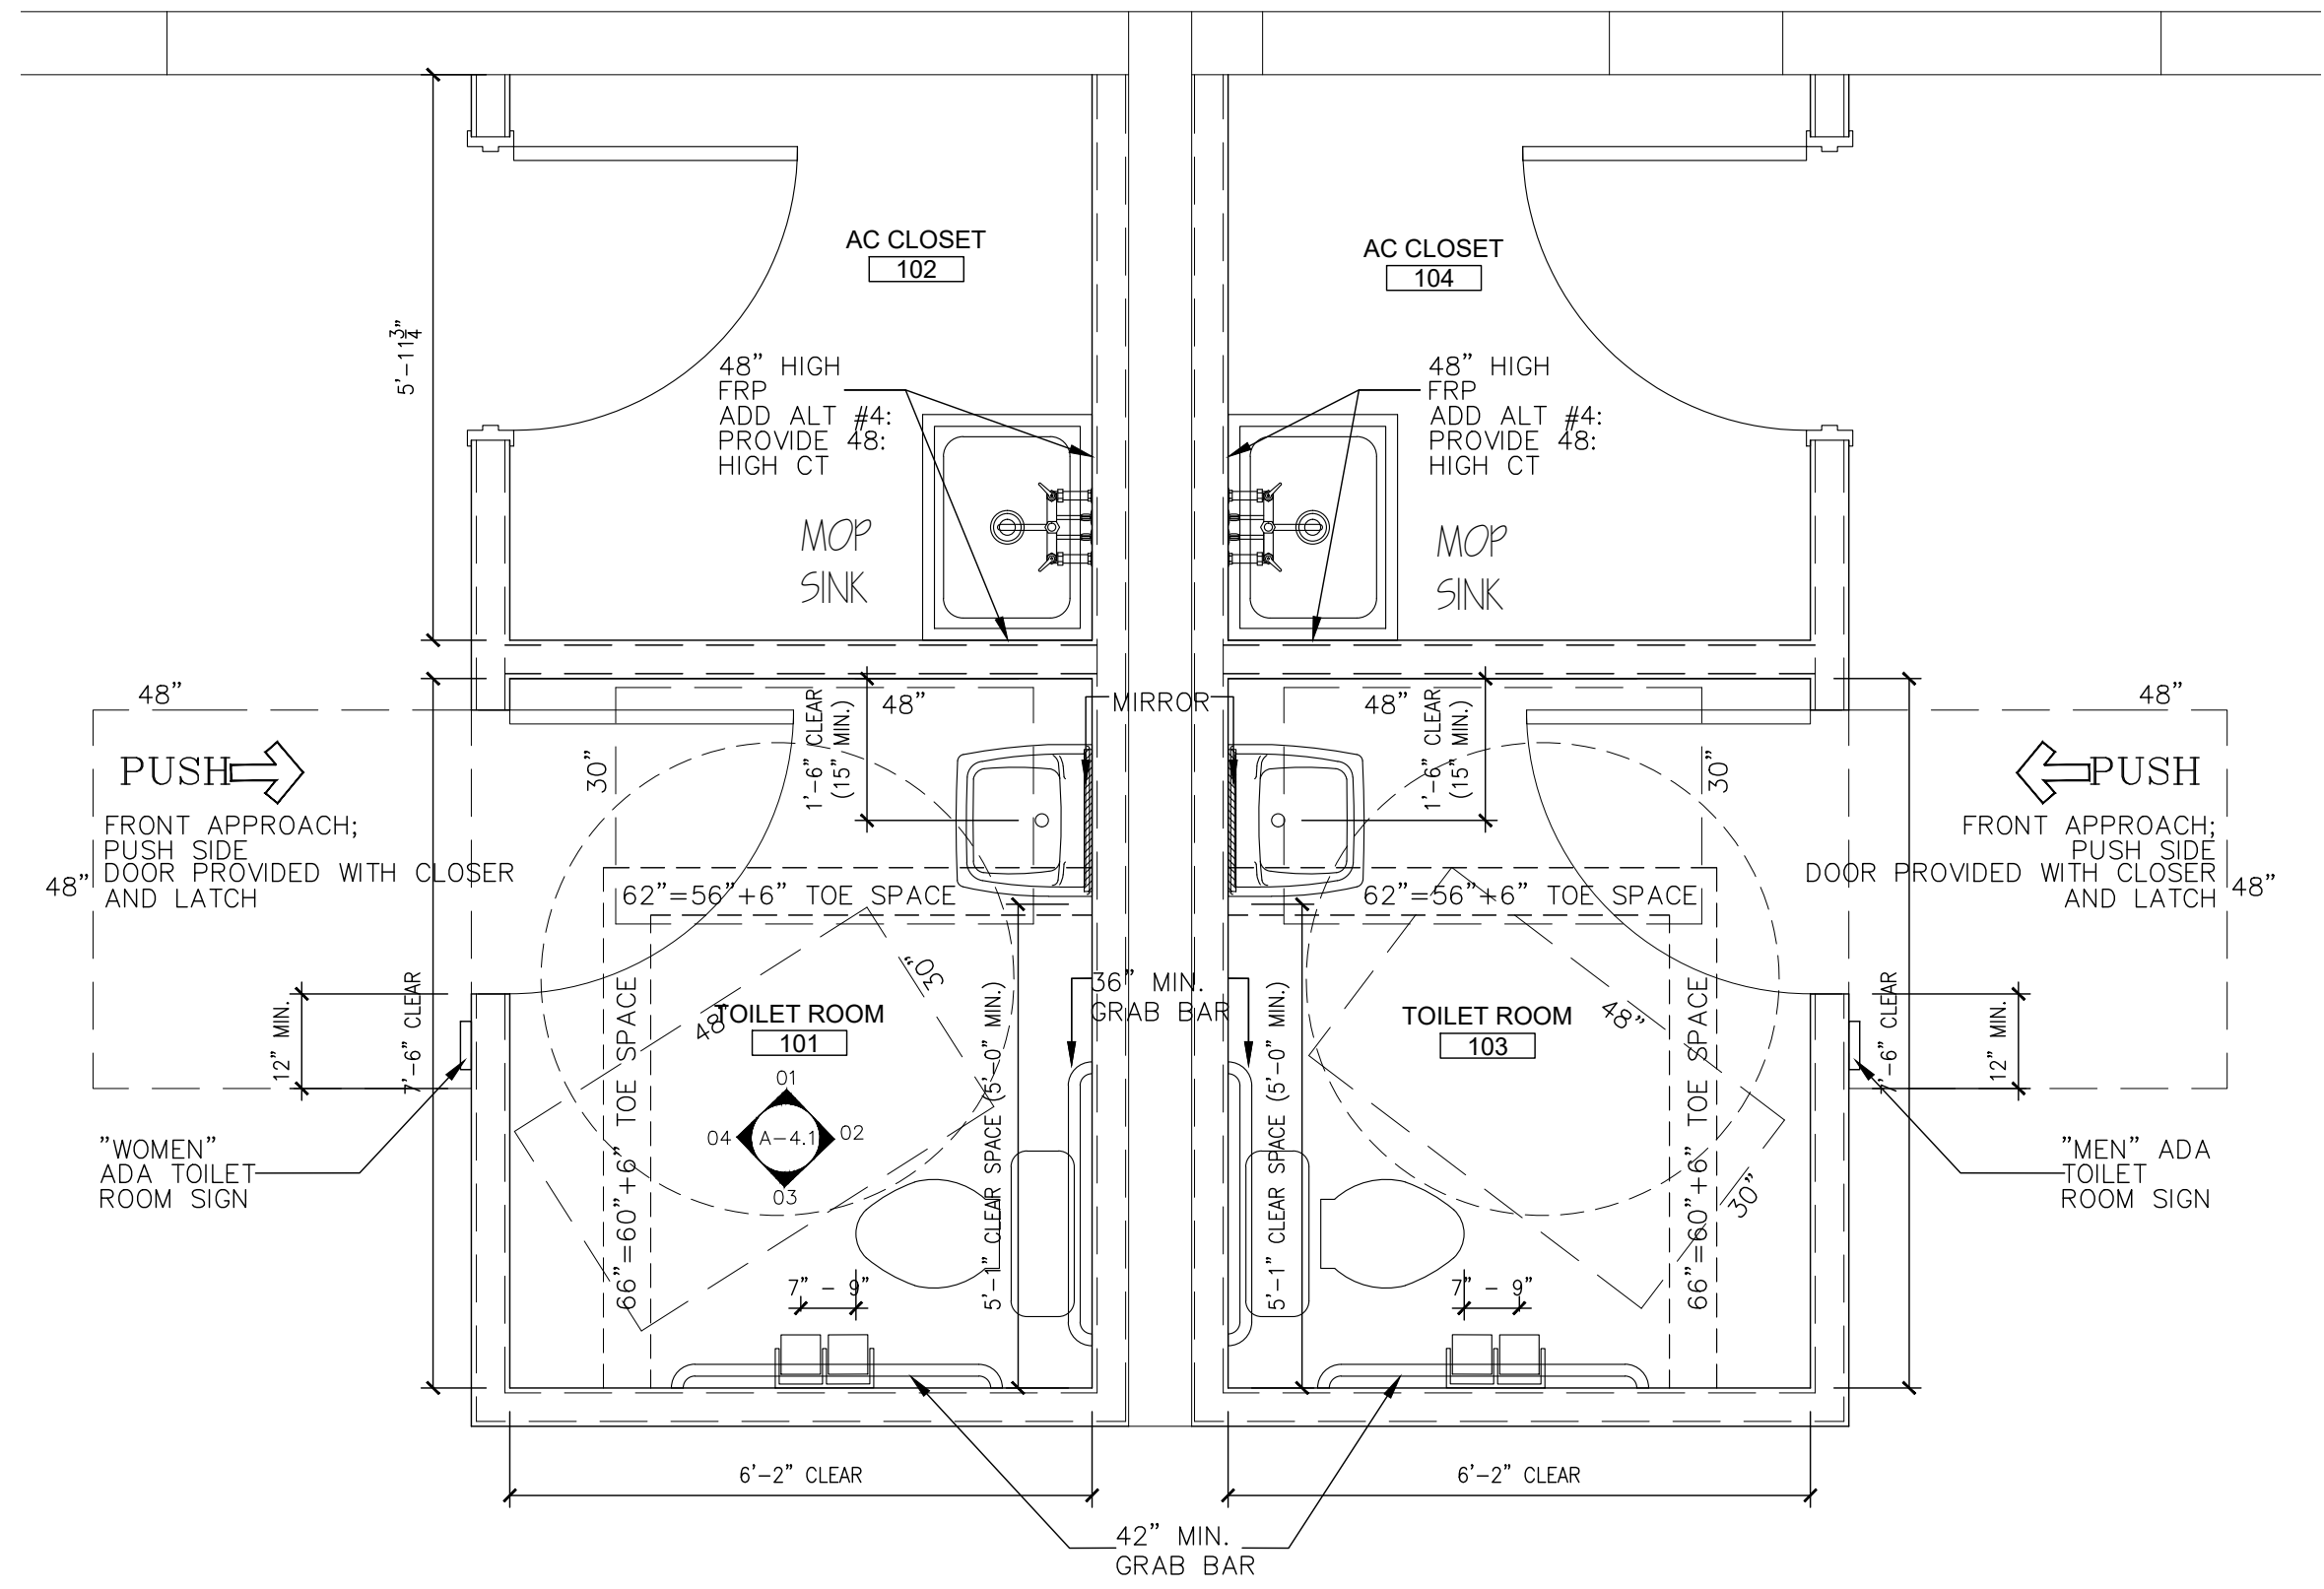 AC CLOSET
102
AC CLOSET
104
5'-11 3/4"
48" HIGH
FRP
ADD ALT #4:
PROVIDE 48:
HIGH CT
48" HIGH
FRP
ADD ALT #4:
PROVIDE 48:
HIGH CT
MOP
SINK
MOP
SINK
48"
48"
MIRROR
48"
48"
1'-6" CLEAR
(15" MIN.)
1'-6" CLEAR
(15" MIN.)
30"
30"
PUSH
PUSH
FRONT APPROACH;
PUSH SIDE
DOOR PROVIDED WITH CLOSER
AND LATCH
48"
FRONT APPROACH;
PUSH SIDE
DOOR PROVIDED WITH CLOSER
AND LATCH
48"
62"=56"+6" TOE SPACE
62"=56"+6" TOE SPACE
30"
48"
36" MIN.
GRAB BAR
TOILET ROOM
101
TOILET ROOM
103
48"
30"
12" MIN.
7'-6" CLEAR
66"=60"+6" TOE SPACE
5'-1" CLEAR SPACE (5'-0" MIN.)
5'-1" CLEAR SPACE (5'-0" MIN.)
66"=60"+6" TOE SPACE
7'-6" CLEAR
12" MIN.
01
04
A-4.1
02
03
"WOMEN"
ADA TOILET
ROOM SIGN
"MEN" ADA
TOILET
ROOM SIGN
7" - 9"
7" - 9"
6'-2" CLEAR
6'-2" CLEAR
42" MIN.
GRAB BAR